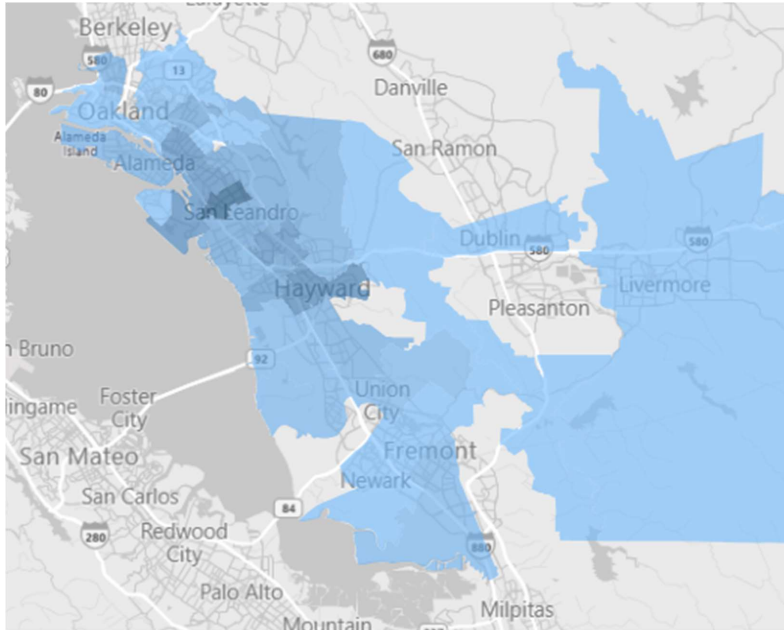 Lafayette
Berkeley
580
680
13
80
Danville
Oakland
Alameda
Island
San Ramon
Alameda
San Leandro
Dublin
580
580
Hayward
Livermore
Pleasanton
n Bruno
92
Foster
City
Union
City
lingame
Fremont
San Mateo
Newark
San Carlos
84
Redwood
City
280
880
Palo Alto
Milpitas
Mountain